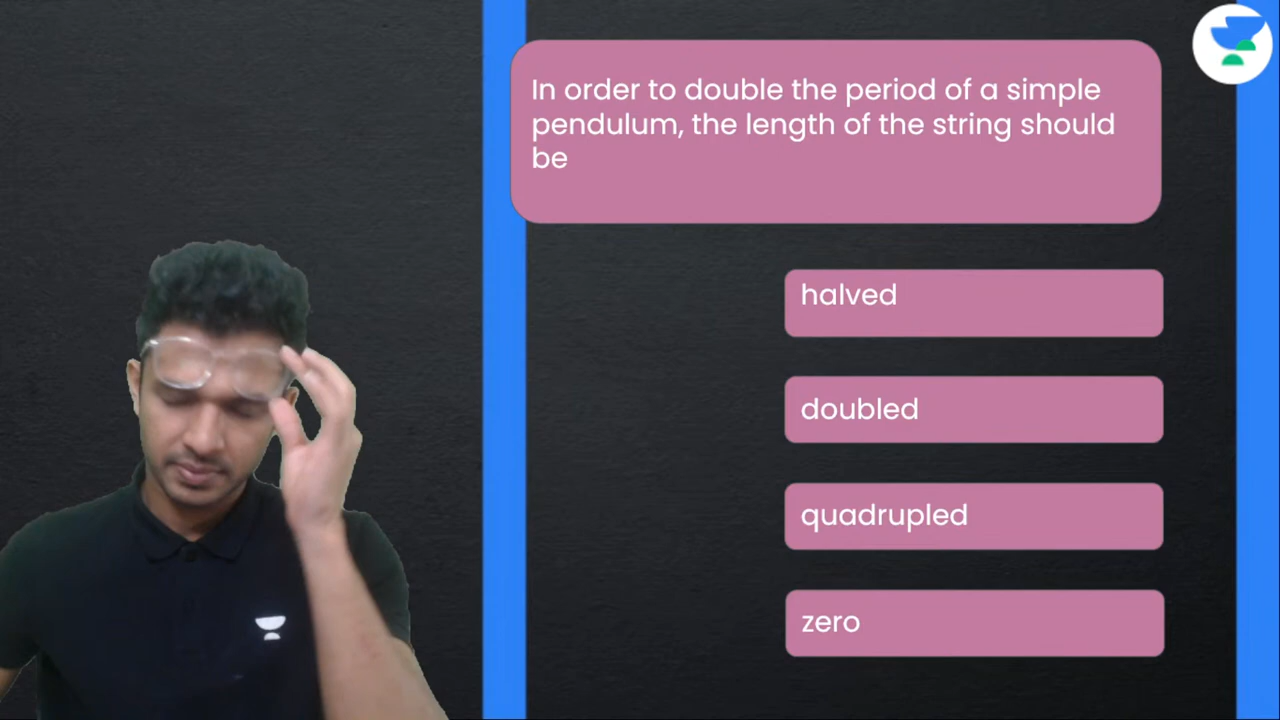 In order to double the period of a simple
pendulum, the length of the string should
be
halved
doubled
quadrupled
zero